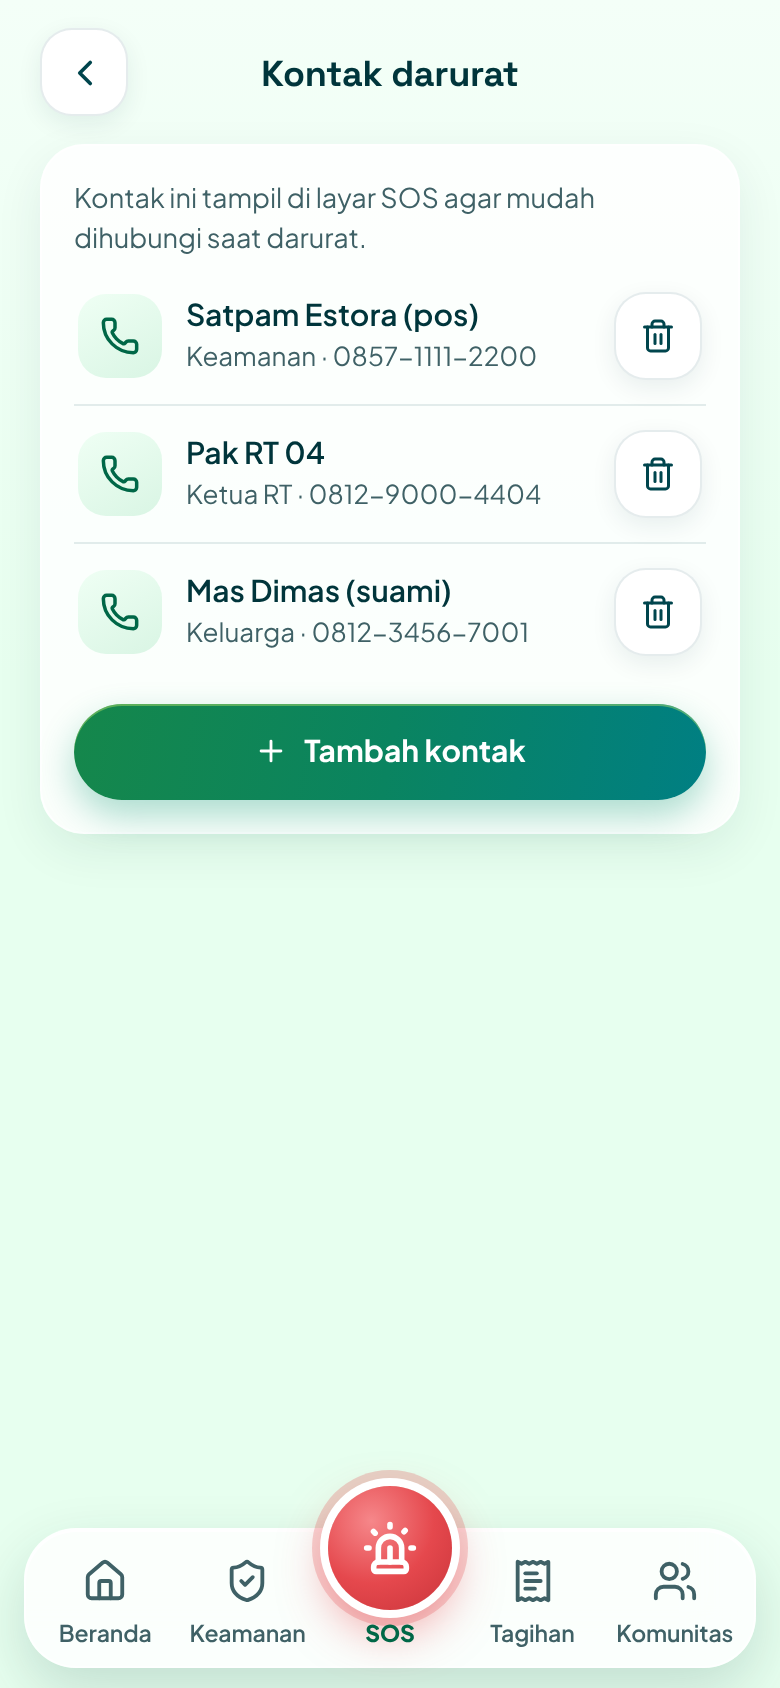 Kontak darurat
Kontak ini tampil di layar SOS agar mudah
dihubungi saat darurat.
Satpam Estora (pos)
Keamanan · 0857-1111-2200
Pak RT 04
Ketua RT · 0812-9000-4404
Mas Dimas (suami)
Keluarga · 0812-3456-7001
+ Tambah kontak
Beranda
Keamanan
SOS
Tagihan
Komunitas